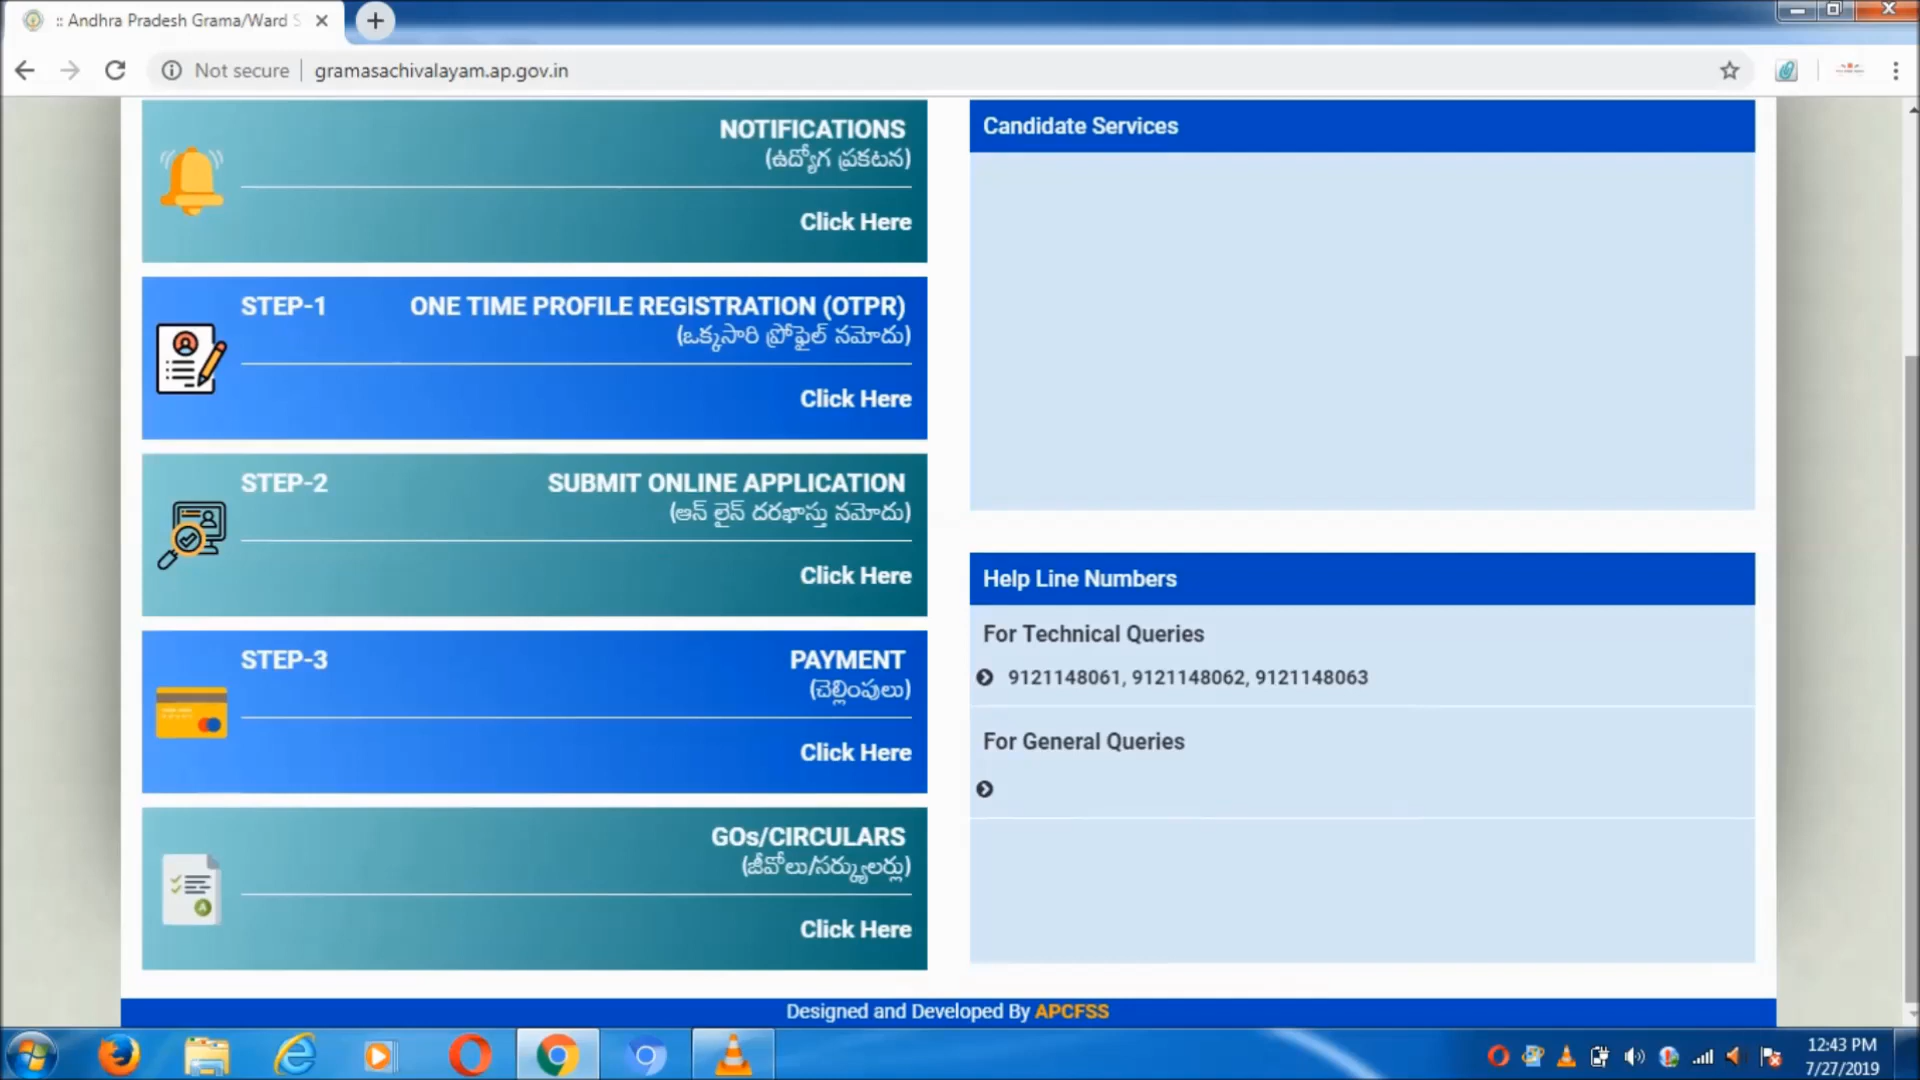 :: Andhra Pradesh Grama/Ward S
Not secure
gramasachivalayam.ap.gov.in
NOTIFICATIONS
(ఉద్యోగ ప్రకటన)
Click Here
STEP-1
ONE TIME PROFILE REGISTRATION (OTPR)
(ఒక్కసారి ప్రోఫైల్ నమోదు)
Click Here
STEP-2
SUBMIT ONLINE APPLICATION
(ఆన్ లైన్ దరఖాస్తు నమోదు)
Click Here
STEP-3
PAYMENT
(చెల్లింపులు)
Click Here
GOs/CIRCULARS
(జీవోలు/సర్క్యులర్లు)
Click Here
Candidate Services
Help Line Numbers
For Technical Queries
9121148061, 9121148062, 9121148063
For General Queries
Designed and Developed By APCFSS
12:43 PM
7/27/2019